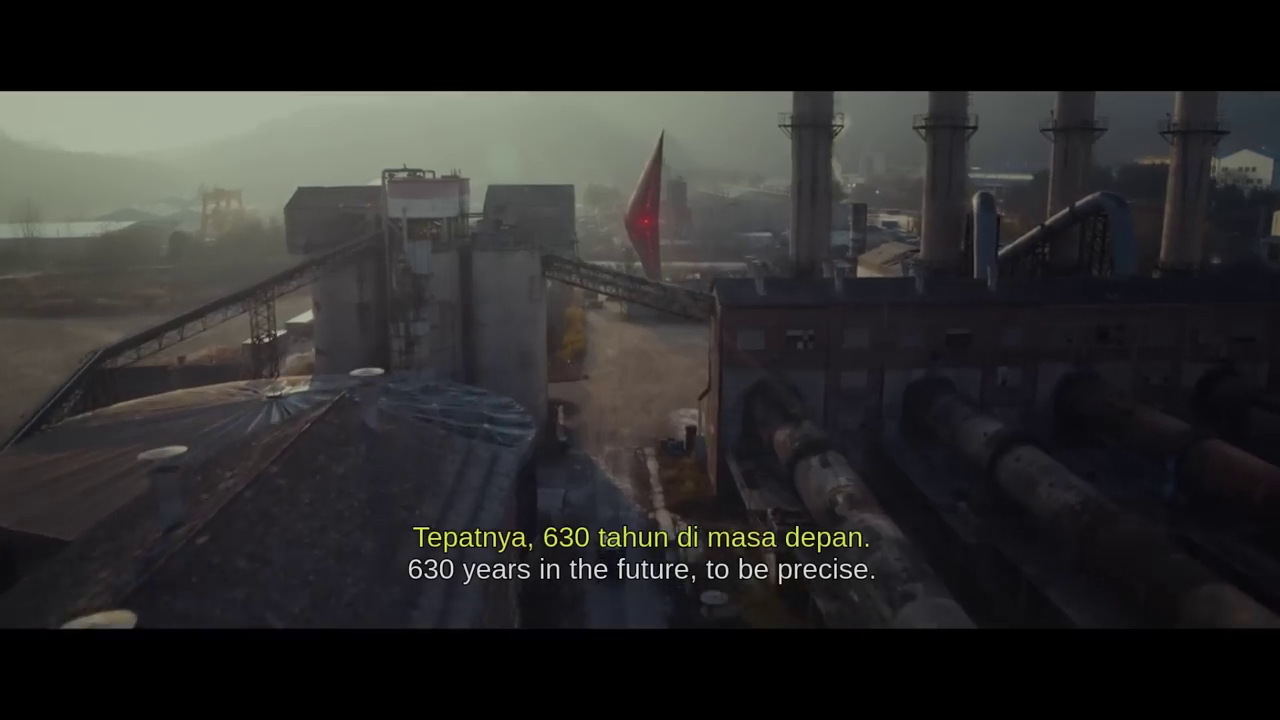 Tepatnya, 630 tahun di masa depan.
630 years in the future, to be precise.